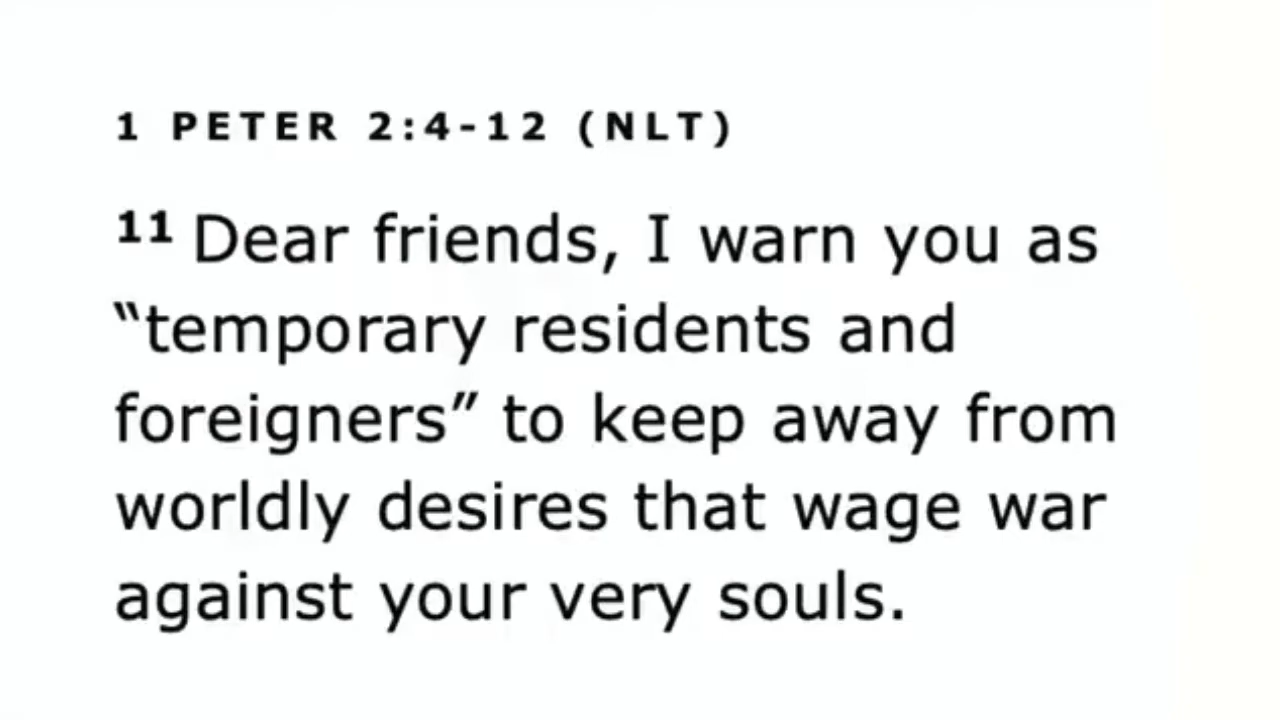 1 PETER 2:4-12 (NLT)
11 Dear friends, I warn you as
“temporary residents and
foreigners” to keep away from
worldly desires that wage war
against your very souls.